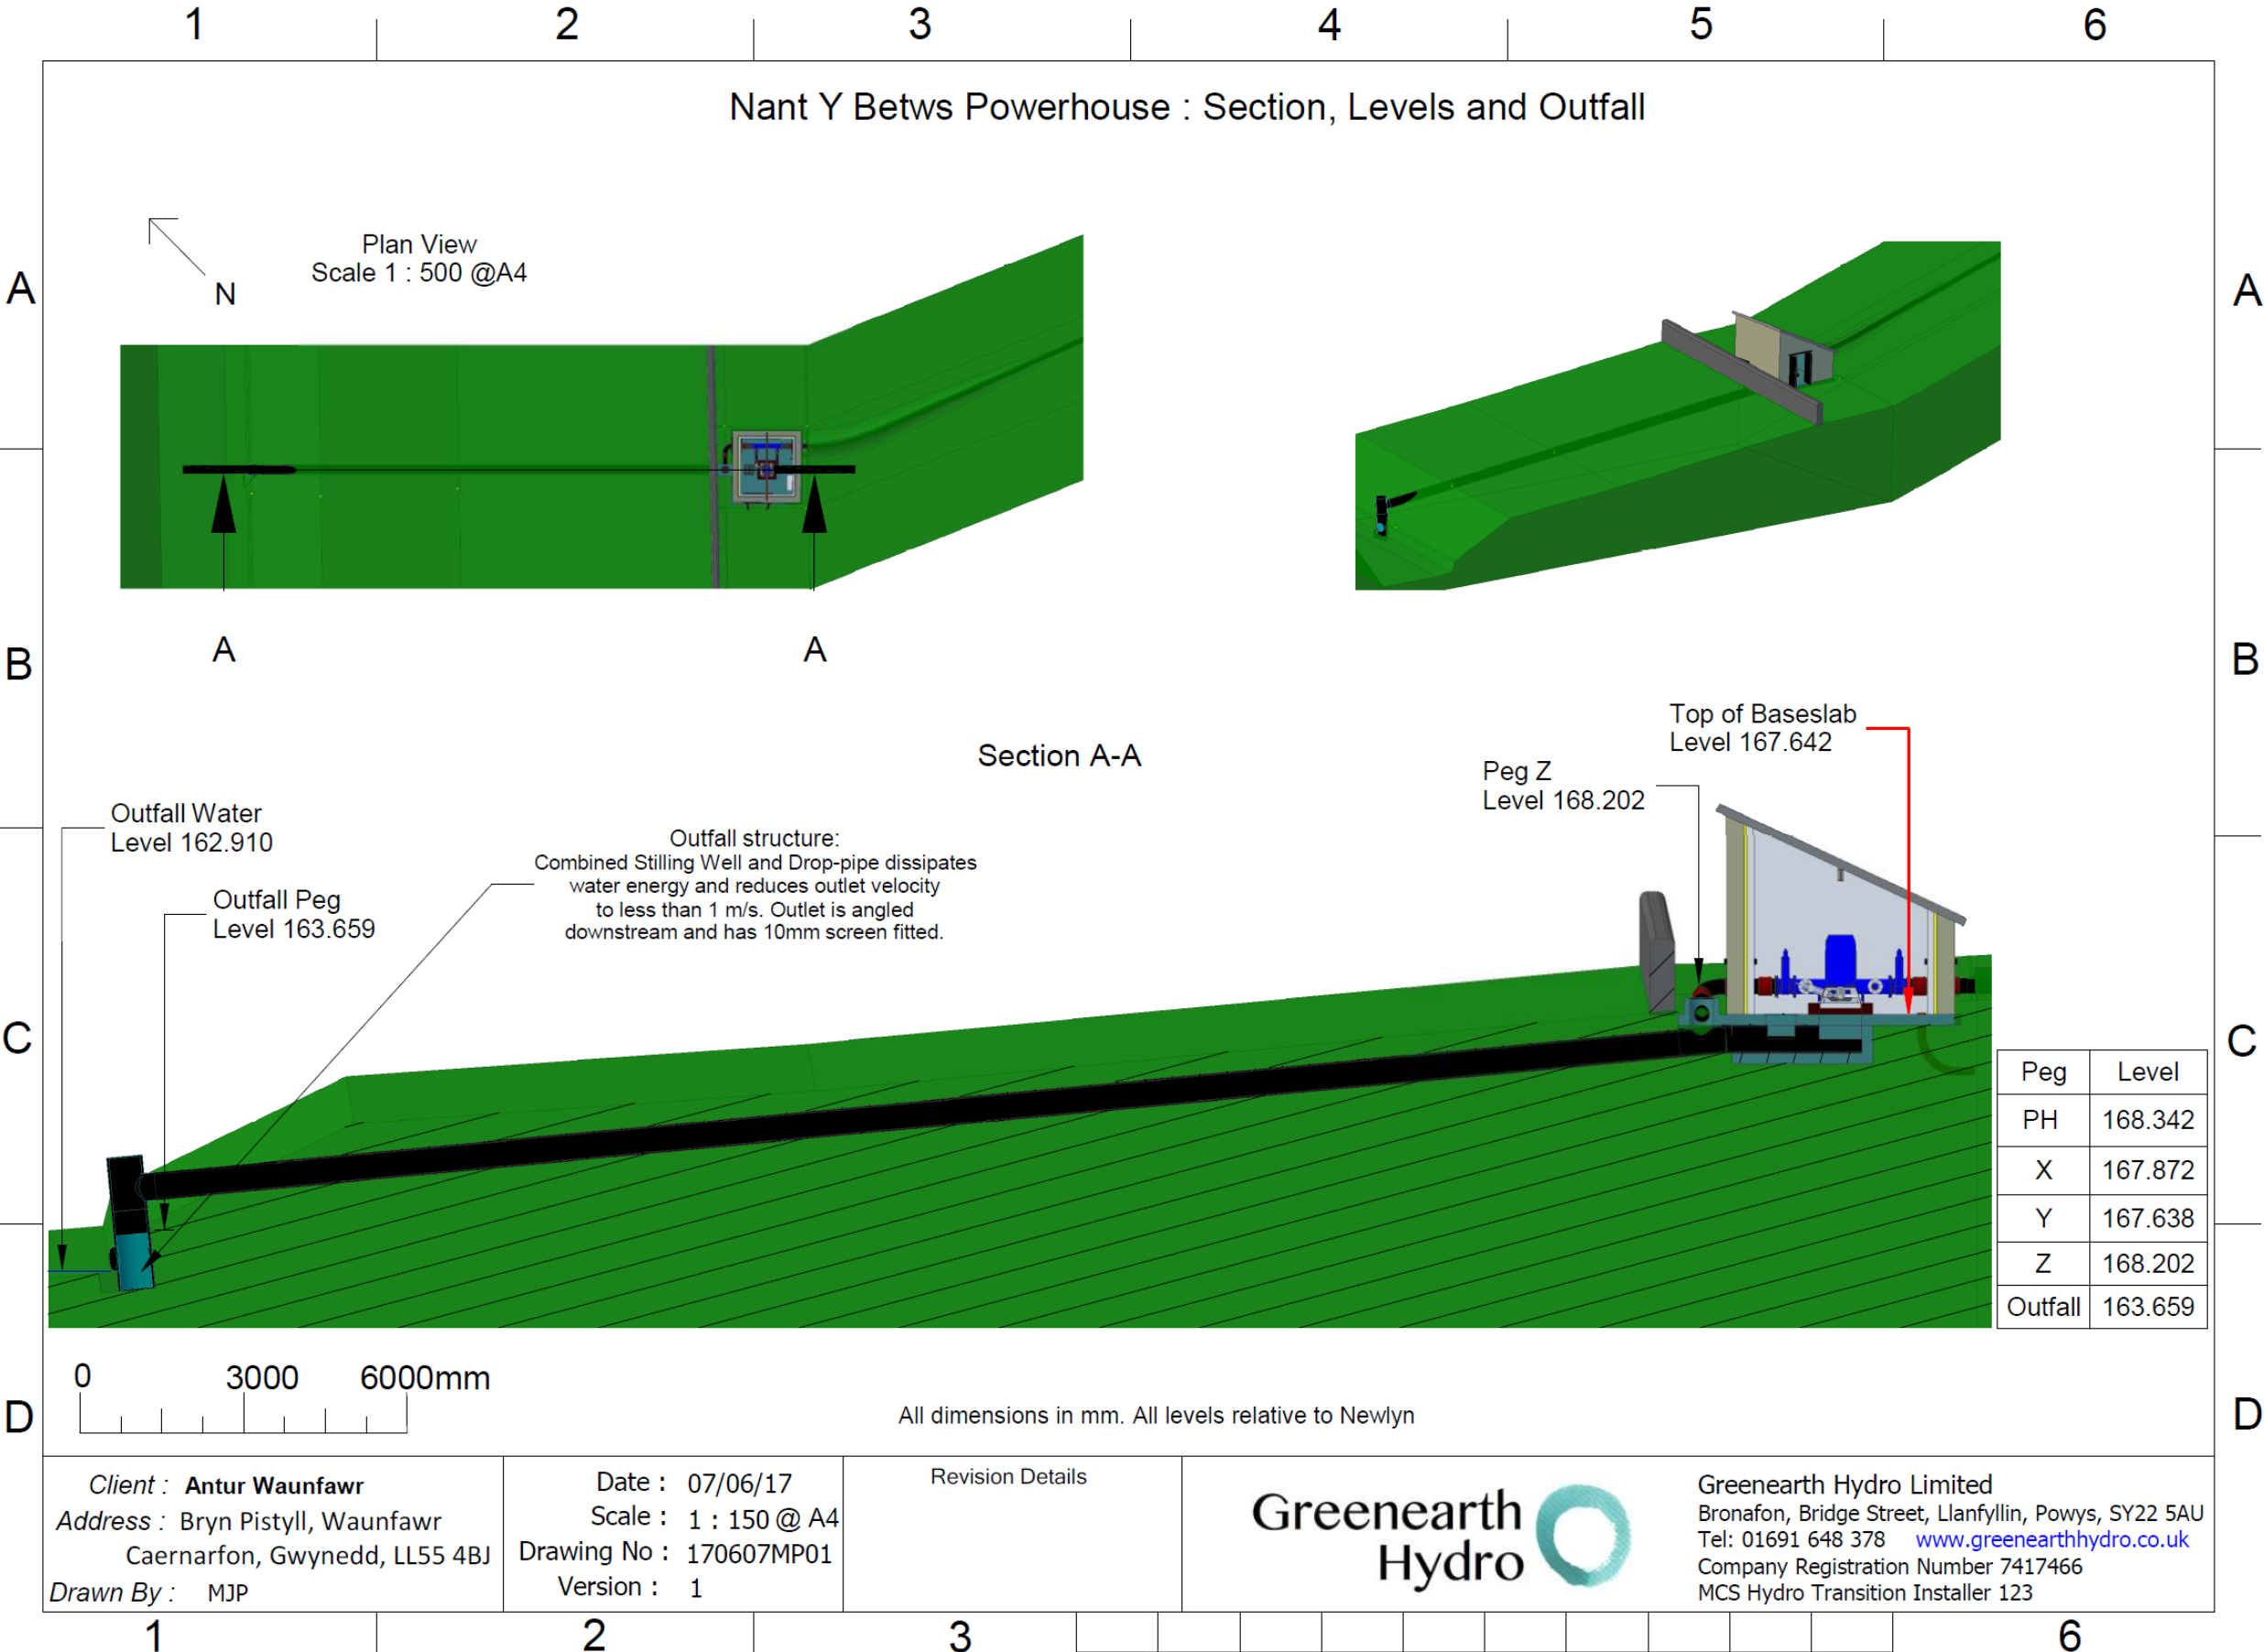 1 2 3 4 5 6
Nant Y Betws Powerhouse : Section, Levels and Outfall
Plan View
Scale 1 : 500 @A4
N
A A
A A
B B
Section A-A
Top of Baseslab
Level 167.642
Peg Z
Level 168.202
Outfall Water
Level 162.910
Outfall Peg
Level 163.659
Outfall structure:
Combined Stilling Well and Drop-pipe dissipates
water energy and reduces outlet velocity
to less than 1 m/s. Outlet is angled
downstream and has 10mm screen fitted.
C C
Peg Level
PH 168.342
X 167.872
Y 167.638
Z 168.202
Outfall 163.659
0 3000 6000mm
All dimensions in mm. All levels relative to Newlyn
D D
Client : Antur Waunfawr
Address : Bryn Pistyll, Waunfawr
Caernarfon, Gwynedd, LL55 4BJ
Drawn By : MJP
Date : 07/06/17
Scale : 1 : 150 @ A4
Drawing No : 170607MP01
Version : 1
Revision Details
Greenearth
Hydro
Greenearth Hydro Limited
Bronafon, Bridge Street, Llanfyllin, Powys, SY22 5AU
Tel: 01691 648 378 www.greenearthhydro.co.uk
Company Registration Number 7417466
MCS Hydro Transition Installer 123
1 2 3 6